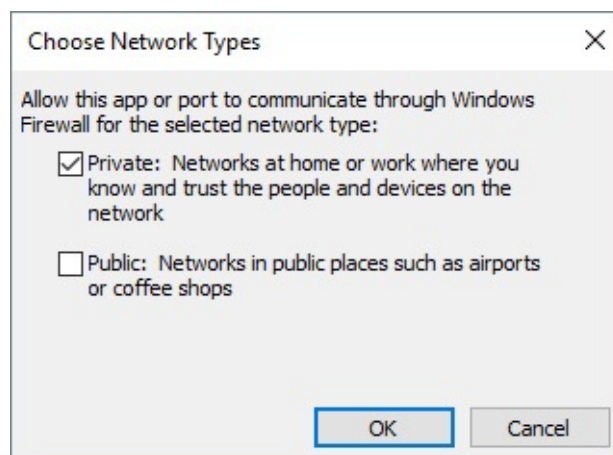 Choose Network Types
Allow this app or port to communicate through Windows
Firewall for the selected network type:
Private: Networks at home or work where you
know and trust the people and devices on the
network
Public: Networks in public places such as airports
or coffee shops
OK
Cancel